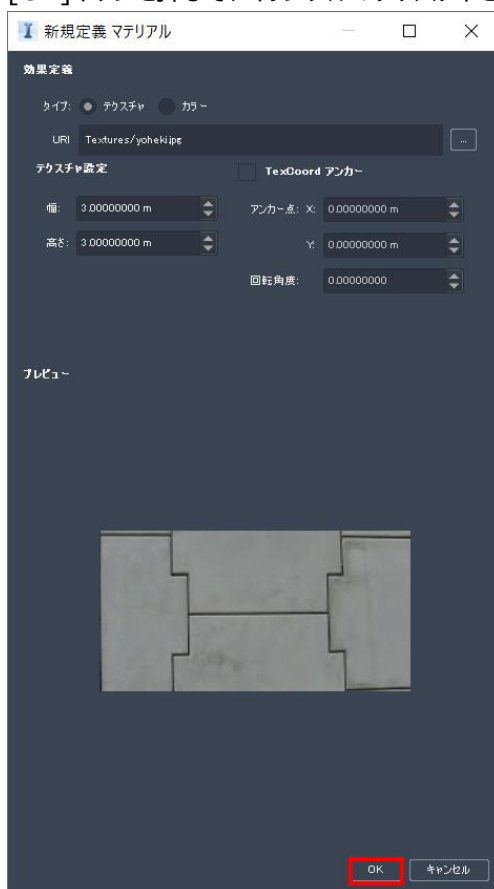 新規定義 マテリアル
効果定義
タイプ: テクスチャ カラー
URI Textures/yoheki.jpg ...
テクスチャ設定 TexCoord アンカー
幅: 3.00000000 m アンカー点: X: 0.00000000 m
高さ: 3.00000000 m Y: 0.00000000 m
回転角度: 0.00000000
プレビュー
OK キャンセル